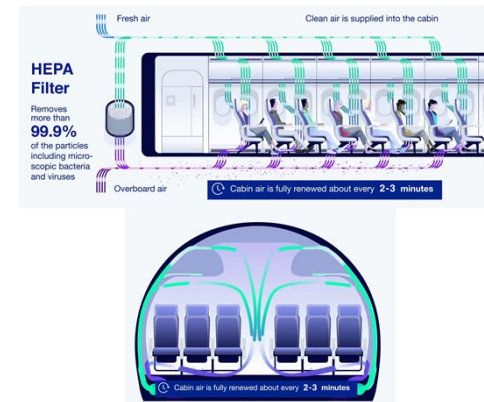 Fresh air
Clean air is supplied into the cabin
HEPA
Filter
Removes
more than
99.9%
of the particles
including micro-
scopic bacteria
and viruses
Overboard air
Cabin air is fully renewed about every 2-3 minutes
Cabin air is fully renewed about every 2-3 minutes